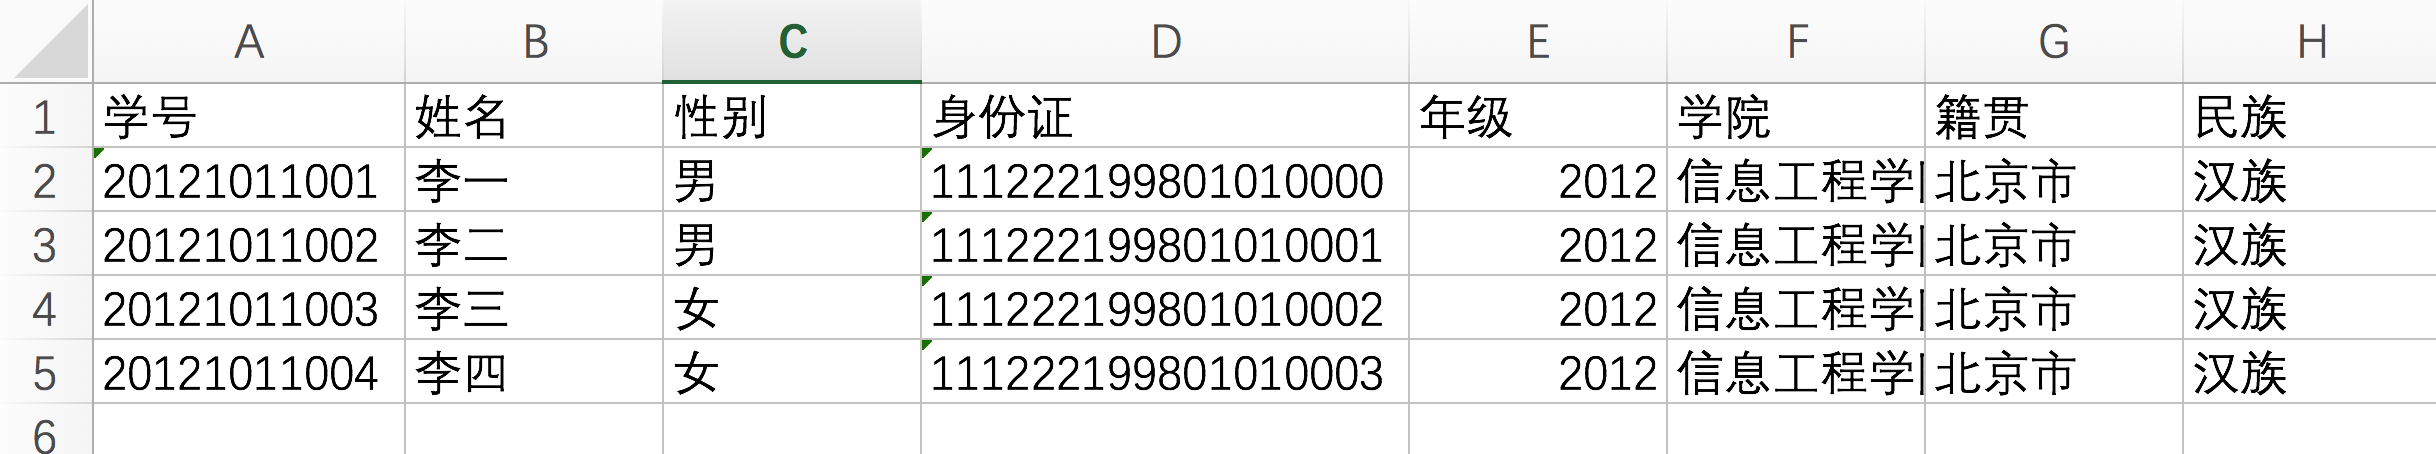 A B C D E F G H
1 学号 姓名 性别 身份证 年级 学院 籍贯 民族
2 20121011001 李一 男 111222199801010000 2012 信息工程学 北京市 汉族
3 20121011002 李二 男 111222199801010001 2012 信息工程学 北京市 汉族
4 20121011003 李三 女 111222199801010002 2012 信息工程学 北京市 汉族
5 20121011004 李四 女 111222199801010003 2012 信息工程学 北京市 汉族
6